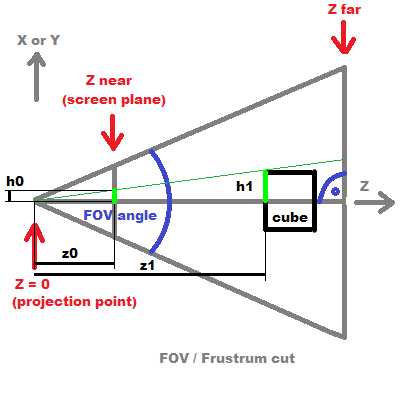 Z far
X or Y
Z near
(screen plane)
h0
h1
Z
FOV angle
cube
z0
z1
Z = 0
(projection point)
FOV / Frustrum cut